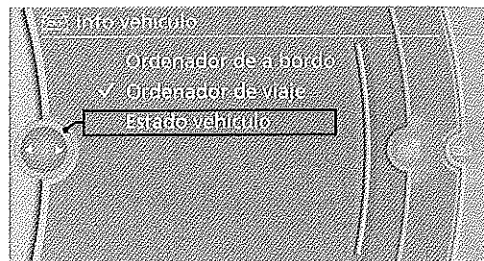 Info vehículo
Ordenador de a bordo
Ordenador de viaje
Estado vehículo